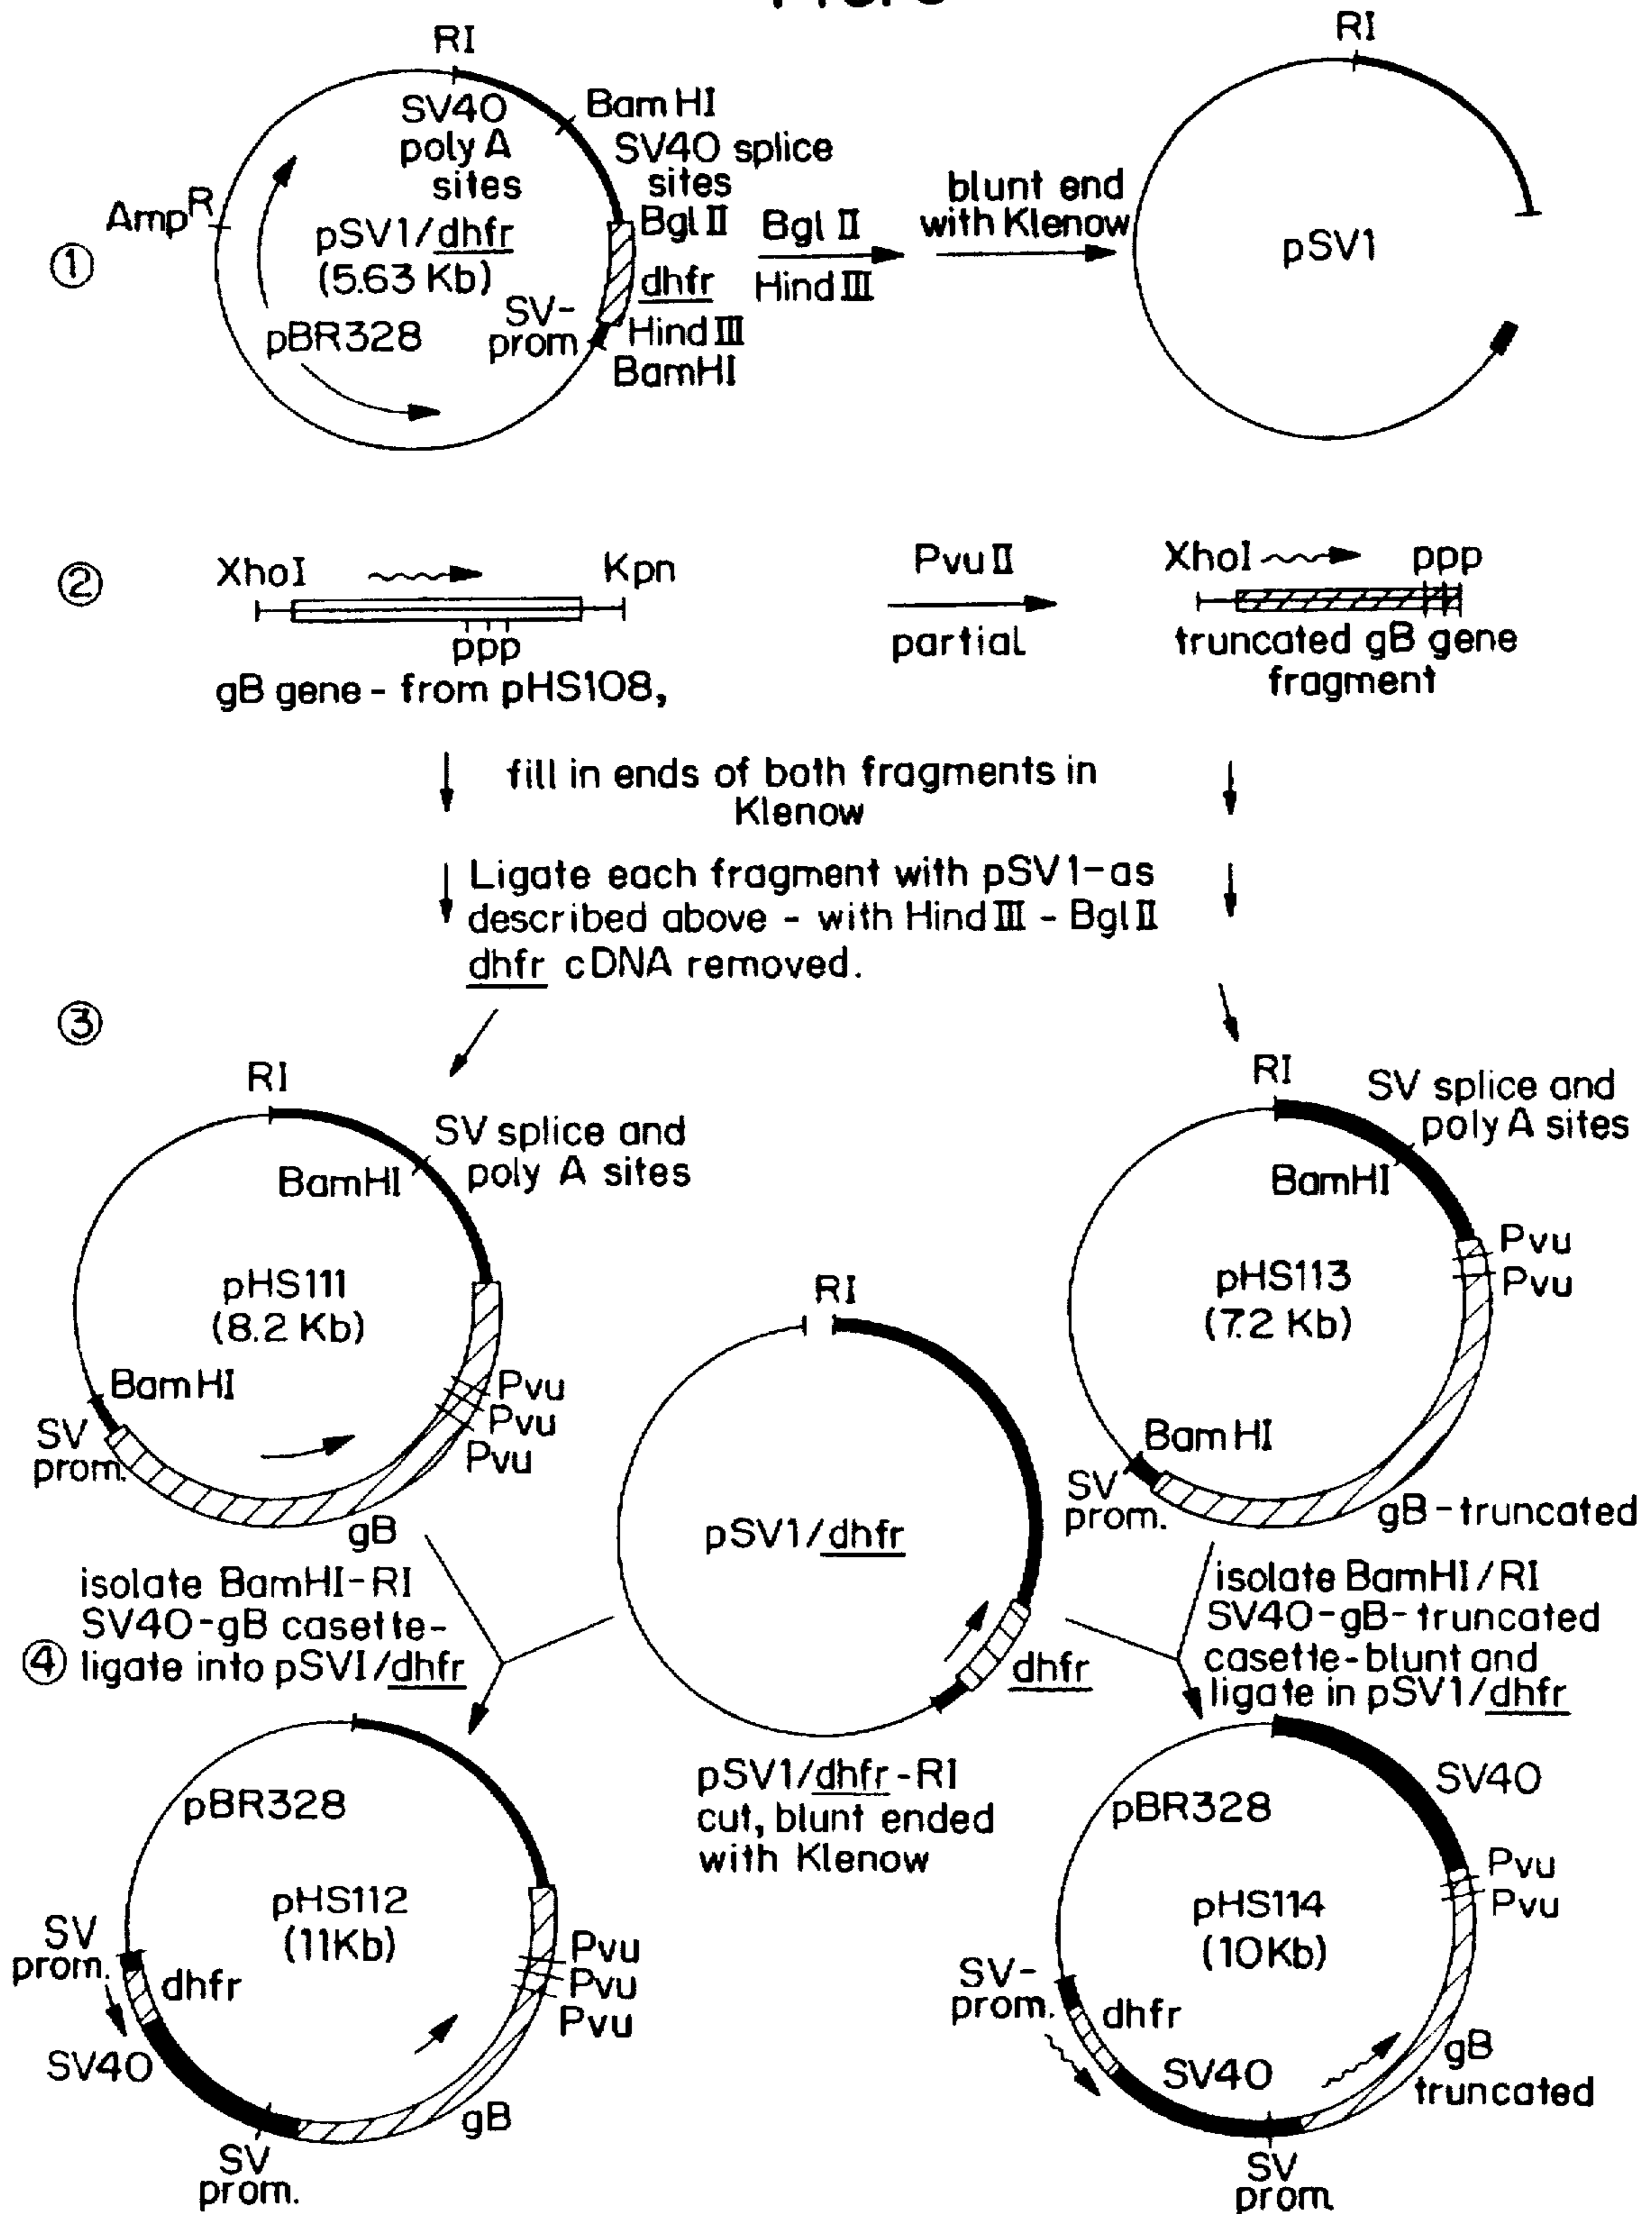 RI
SV40
poly A
sites
BamHI
SV40 splice
sites
Bgl II
AmpR
①
pSV1/dhfr
(5.63 Kb)
pBR328
SV-
prom
dhfr
Hind III
BamHI
Bgl II
Hind III
blunt end
with Klenow
RI
pSV1
②
XhoI
Kpn
ppp
gB gene - from pHS108,
Pvu II
partial
XhoI
ppp
truncated gB gene
fragment
fill in ends of both fragments in
Klenow
Ligate each fragment with pSV1-as
described above - with Hind III - Bgl II
dhfr cDNA removed.
③
RI
SV splice and
poly A sites
BamHI
pHS111
(8.2 Kb)
BamHI
SV
prom.
Pvu
Pvu
Pvu
gB
RI
pSV1/dhfr
dhfr
pSV1/dhfr-RI
cut, blunt ended
with Klenow
RI
SV splice and
poly A sites
BamHI
Pvu
Pvu
pHS113
(7.2 Kb)
BamHI
SV
prom.
gB-truncated
④
isolate BamHI-RI
SV40-gB casette-
ligate into pSVI/dhfr
isolate BamHI/RI
SV40-gB-truncated
casette-blunt and
ligate in pSV1/dhfr
pBR328
pHS112
(11Kb)
SV
prom.
dhfr
SV40
SV
prom.
gB
Pvu
Pvu
Pvu
pBR328
SV40
Pvu
Pvu
pHS114
(10Kb)
SV-
prom.
dhfr
SV40
gB
truncated
SV
prom